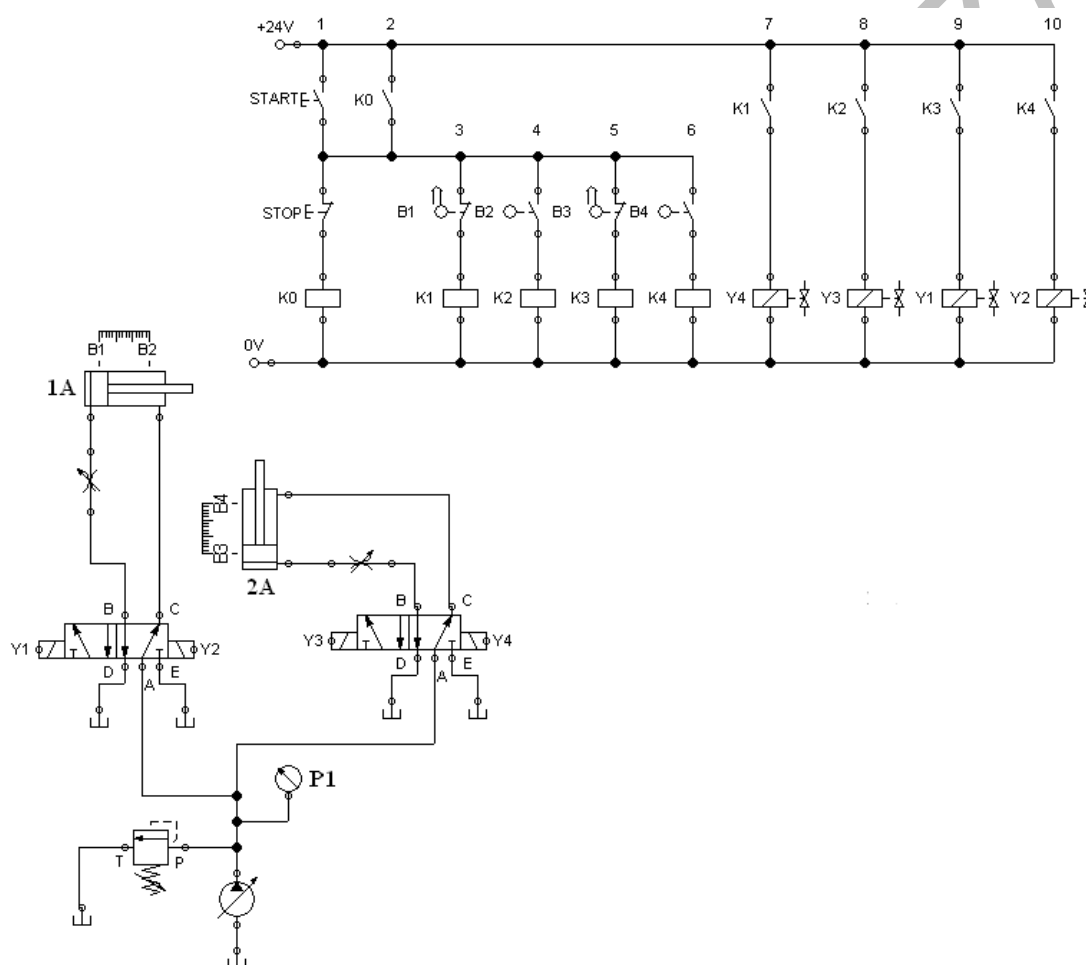 1 2 7 8 9 10
+24V
START K0 K1 K2 K3 K4
3 4 5 6
STOP B1 B2 B3 B4
K0 K1 K2 K3 K4 Y4 Y3 Y1 Y2
0V
B1 B2
1A
B4
B3
2A
B C
Y1 Y2
D A E
B C
Y3 Y4
D A E
P1
T P